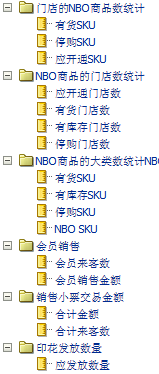 门店的NBO商品数统计
有货SKU
停购SKU
应开通SKU
NBO商品的门店数统计
应开通门店数
有货门店数
有库存门店数
停购门店数
NBO商品的大类数统计NBO
有货SKU
有库存SKU
停购SKU
NBO SKU
会员销售
会员来客数
会员销售金额
销售小票交易金额
合计金额
合计来客数
印花发放数量
应发放数量